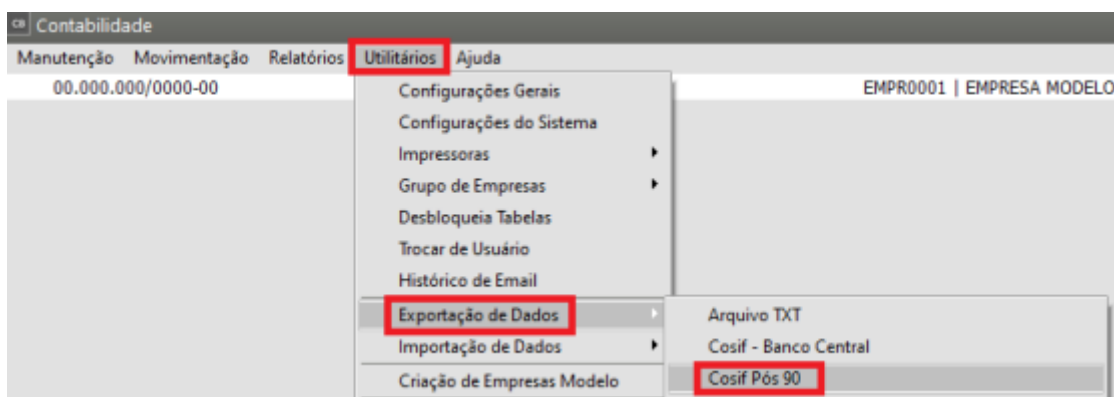 CB Contabilidade
Manutenção Movimentação Relatórios Utilitários Ajuda
00.000.000/0000-00 EMPR0001 | EMPRESA MODELO
Configurações Gerais
Configurações do Sistema
Impressoras
Grupo de Empresas
Desbloqueia Tabelas
Trocar de Usuário
Histórico de Email
Exportação de Dados Arquivo TXT
Importação de Dados Cosif - Banco Central
Criação de Empresas Modelo Cosif Pós 90